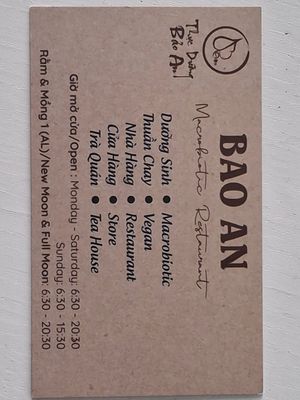 Thực Dưỡng
Bảo An
BAO AN
Macrobiotic Restaurant
Dưỡng Sinh • Macrobiotic
Thuần Chay • Vegan
Nhà Hàng • Restaurant
Cửa Hàng • Store
Trà Quán • Tea House
Giờ mở cửa/Open : Monday - Saturday: 6:30 - 20:30
Sunday: 6:30 - 15:30
Rằm & Mồng 1 (AL)/New Moon & Full Moon: 6:30 - 20:30